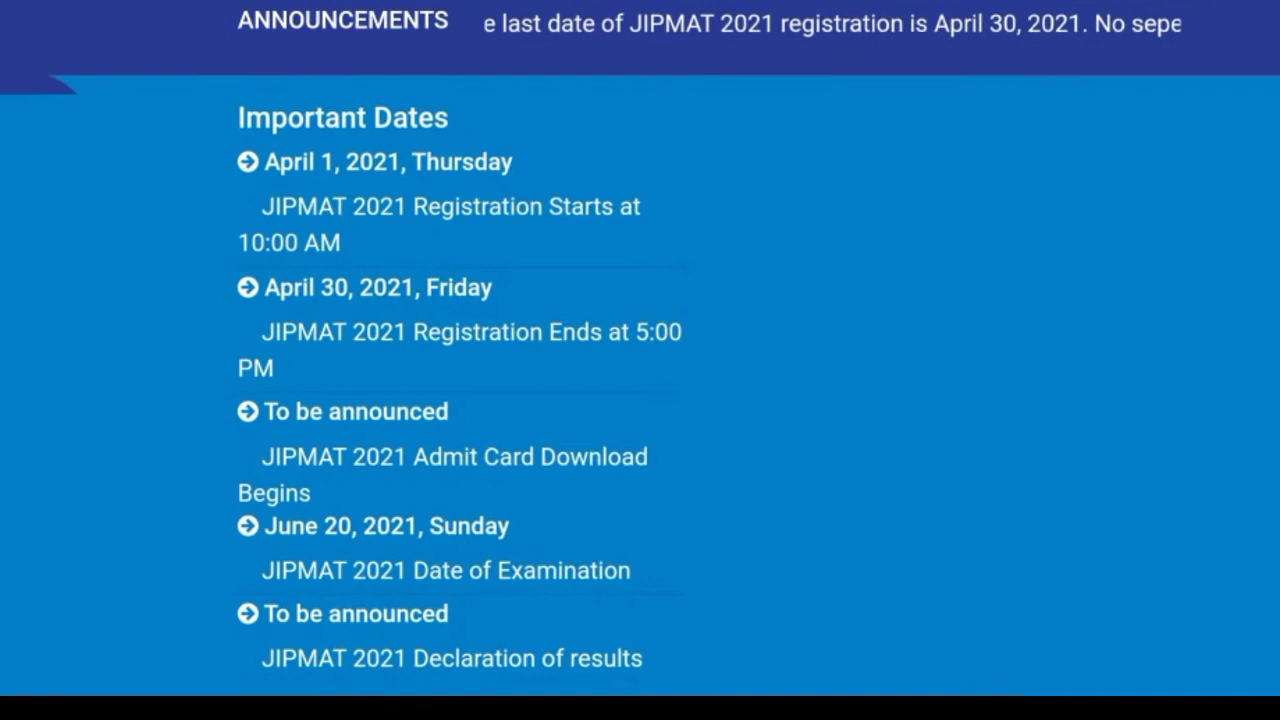 ANNOUNCEMENTS
e last date of JIPMAT 2021 registration is April 30, 2021. No sepe
Important Dates
April 1, 2021, Thursday
JIPMAT 2021 Registration Starts at
10:00 AM
April 30, 2021, Friday
JIPMAT 2021 Registration Ends at 5:00
PM
To be announced
JIPMAT 2021 Admit Card Download
Begins
June 20, 2021, Sunday
JIPMAT 2021 Date of Examination
To be announced
JIPMAT 2021 Declaration of results